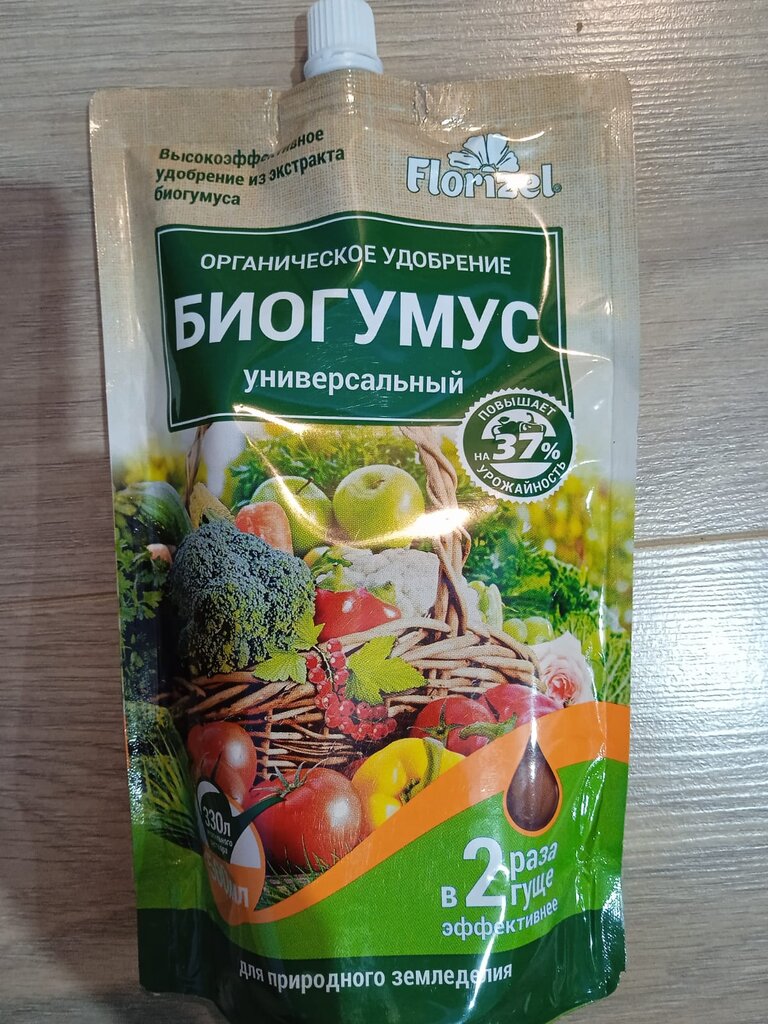 Высокоэффективное
удобрение из экстракта
биогумуса
Florizel®
ОРГАНИЧЕСКОЕ УДОБРЕНИЕ
БИОГУМУС
универсальный
ПОВЫШАЕТ
НА 37%
УРОЖАЙНОСТЬ
330л
в 2 раза
гуще
эффективнее
для природного земледелия